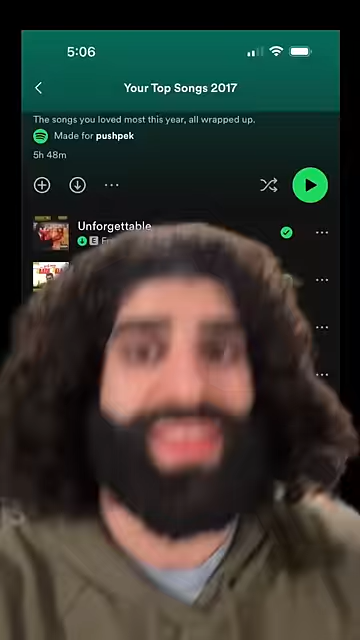 5:06
Your Top Songs 2017
The songs you loved most this year, all wrapped up.
Made for pushpek
5h 48m
Unforgettable
E